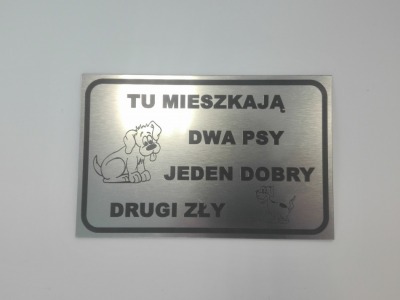 TU MIESZKAJĄ
DWA PSY
JEDEN DOBRY
DRUGI ZŁY